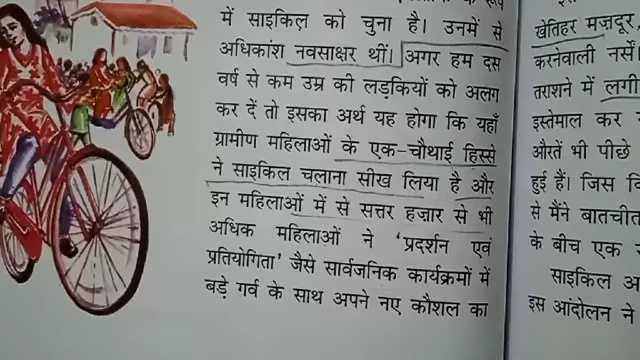 में साइकिल को चुना है। उनमें से
अधिकांश नवसाक्षर थीं। अगर हम दस
वर्ष से कम उम्र की लड़कियों को अलग
कर दें तो इसका अर्थ यह होगा कि यहाँ
ग्रामीण महिलाओं के एक-चौथाई हिस्से
ने साइकिल चलाना सीख लिया है और
इन महिलाओं में से सत्तर हज़ार से भी
अधिक महिलाओं ने ‘प्रदर्शन एवं
प्रतियोगिता’ जैसे सार्वजनिक कार्यक्रमों में
बड़े गर्व के साथ अपने नए कौशल का
खेतिहर मज़दूर,
करनेवाली नर्सें
तराशने में लगी
इस्तेमाल कर
औरतें भी पीछे
हुई हैं। जिस
से मैंने बातचीत
के बीच एक
साइकिल
इस आंदोलन ने